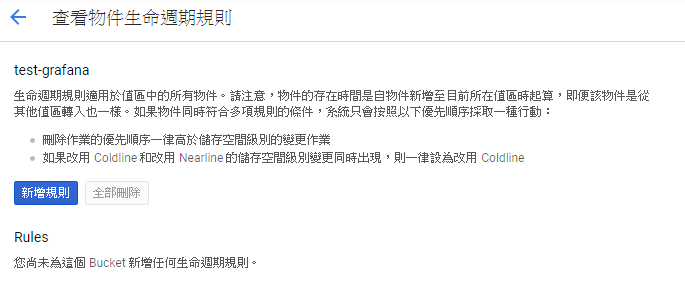 查看物件生命週期規則
test-grafana
生命週期規則適用於值區中的所有物件。請注意，物件的存在時間是自物件新增至目前所在值區時起算，即便該物件是從
其他值區轉入也一樣。如果物件同時符合多項規則的條件，系統只會按照以下優先順序採取一種行動：
刪除作業的優先順序一律高於儲存空間級別的變更作業
如果改用 Coldline 和改用 Nearline 的儲存空間級別變更同時出現，則一律設為改用 Coldline
新增規則 全部刪除
Rules
您尚未為這個 Bucket 新增任何生命週期規則。